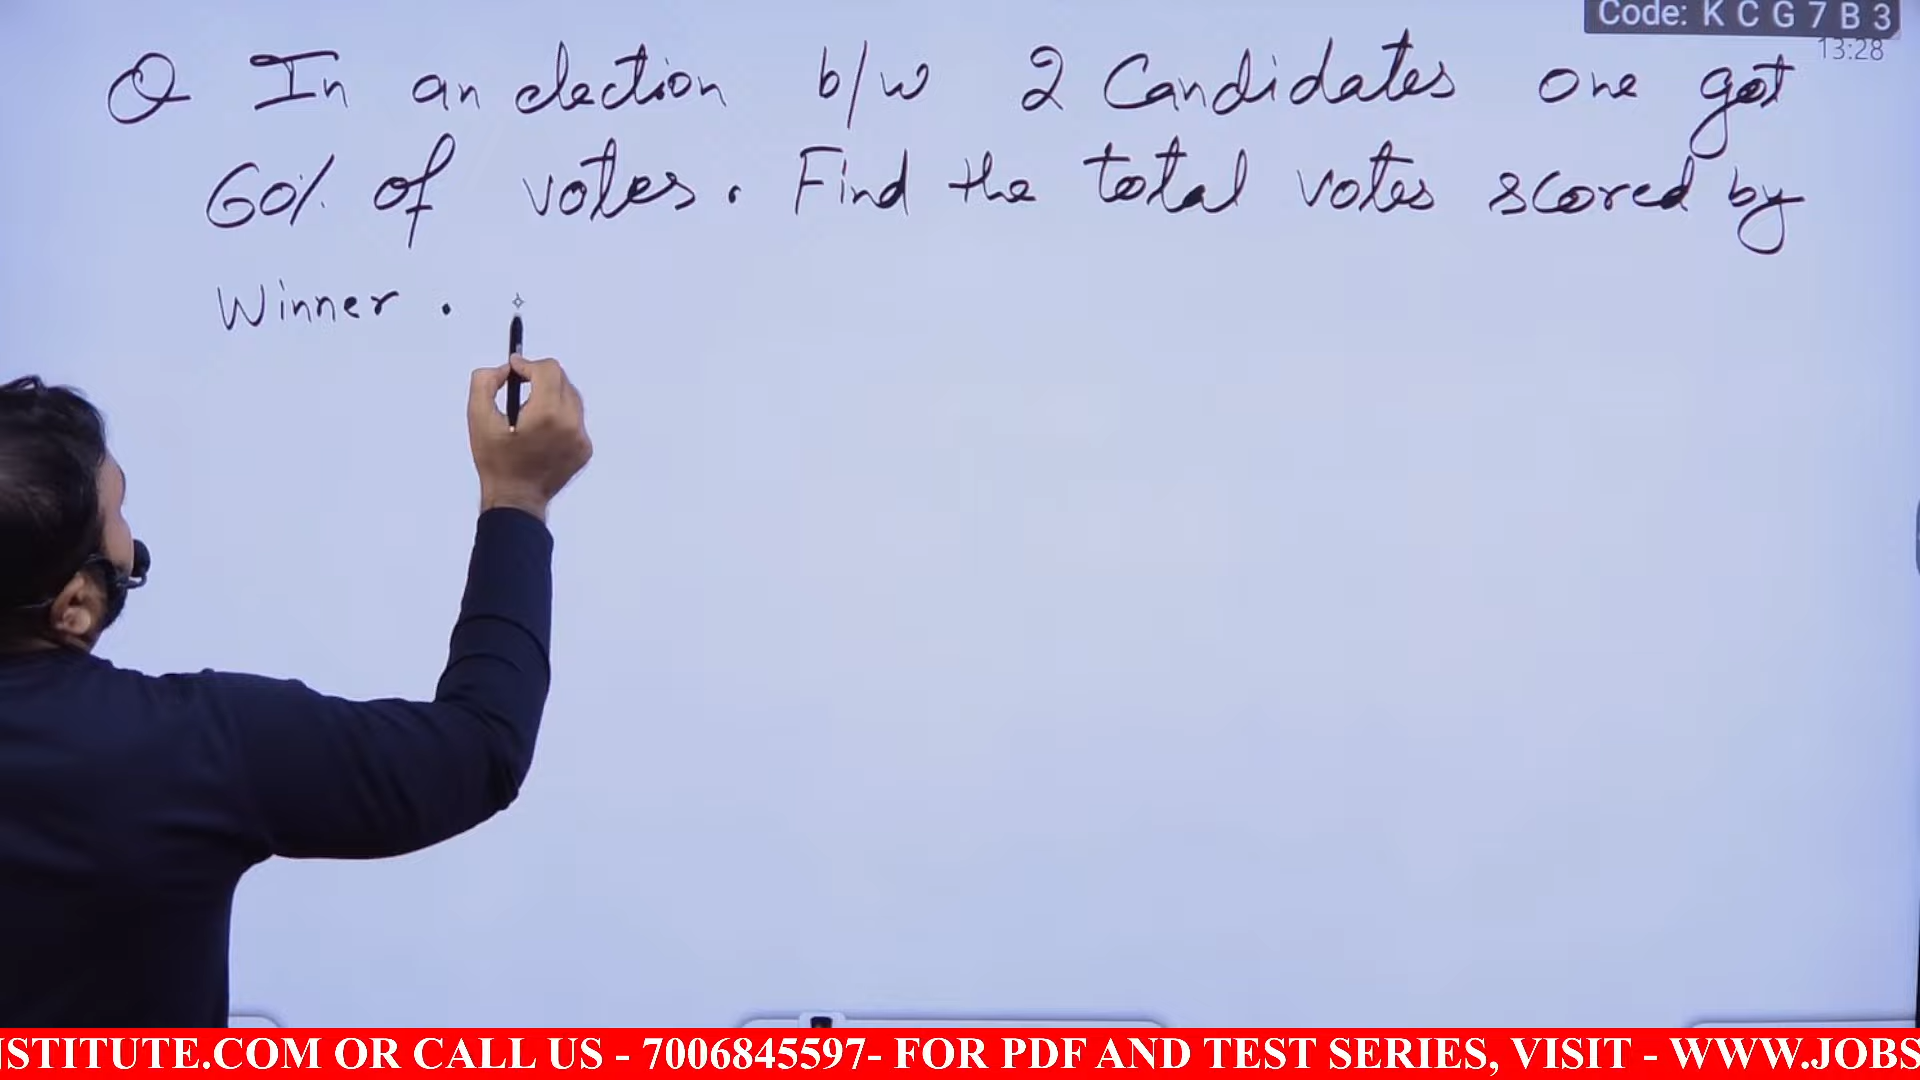 Code: K C G 7 B 3
13:28
Q In an election b/w 2 Candidates one got
60% of votes. Find the total votes scored by
Winner.
NSTITUTE.COM OR CALL US - 7006845597- FOR PDF AND TEST SERIES, VISIT - WWW.JOBS